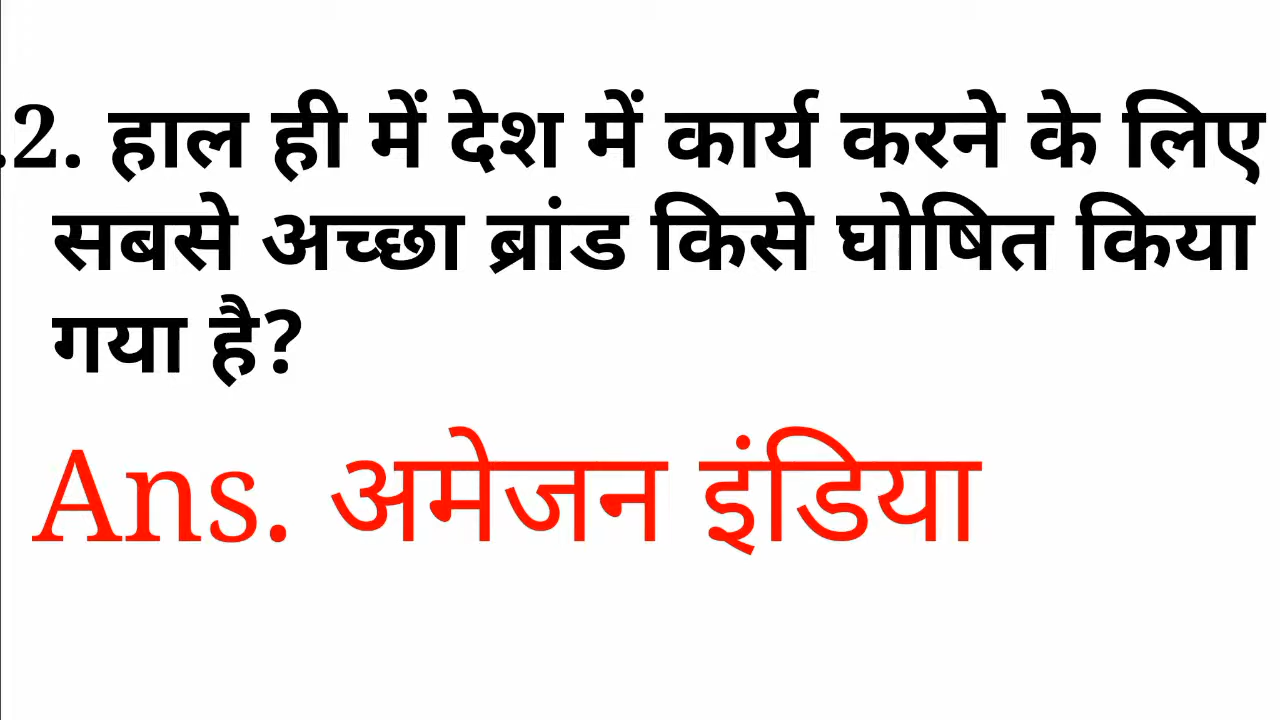 .2. हाल ही में देश में कार्य करने के लिए
सबसे अच्छा ब्रांड किसे घोषित किया
गया है?
Ans. अमेजन इंडिया